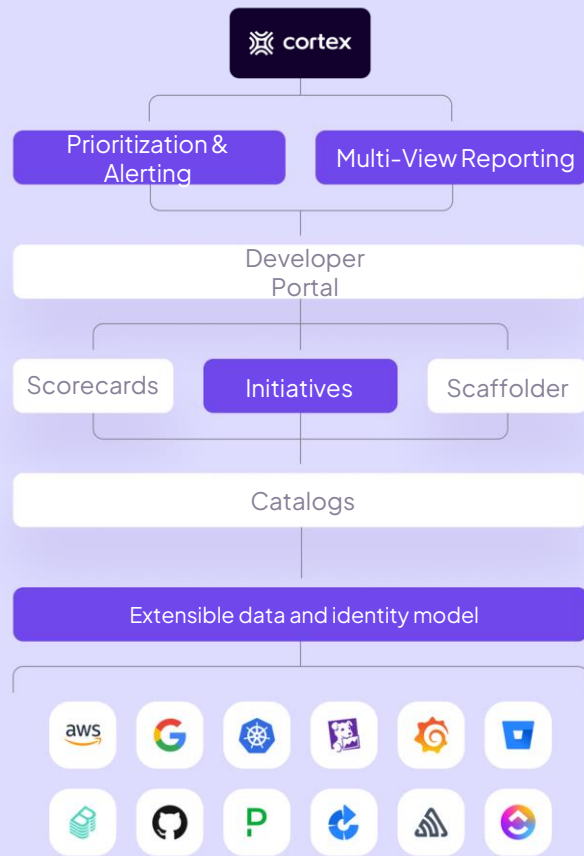 cortex
Prioritization &
Alerting
Multi-View Reporting
Developer
Portal
Scorecards
Initiatives
Scaffolder
Catalogs
Extensible data and identity model
aws
G
P